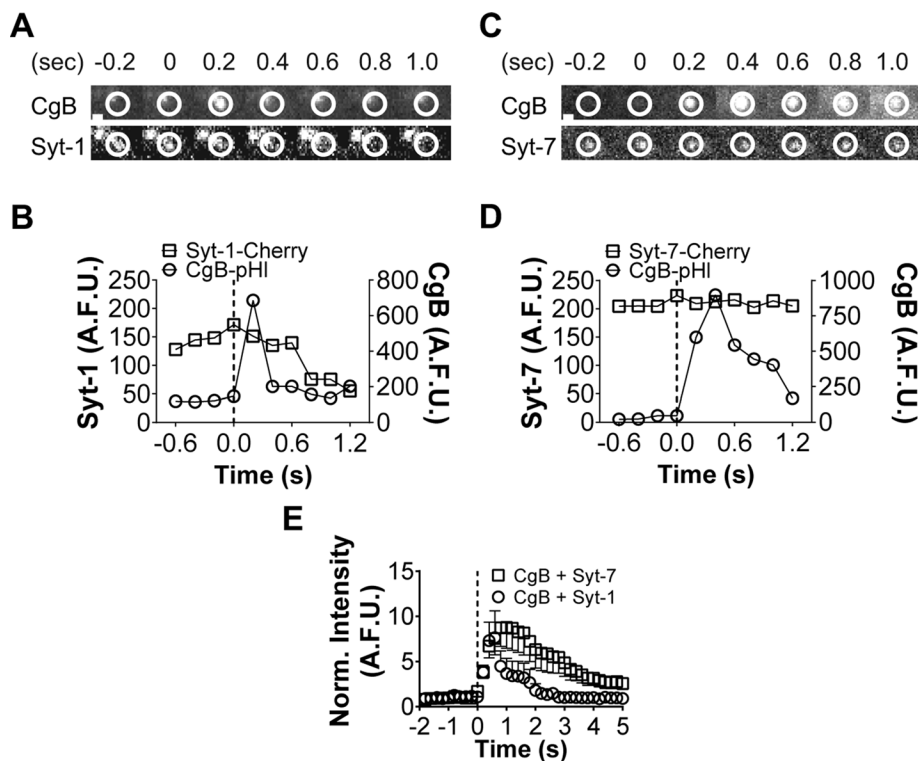 A
(sec) -0.2 0 0.2 0.4 0.6 0.8 1.0
CgB
Syt-1
C
(sec) -0.2 0 0.2 0.4 0.6 0.8 1.0
CgB
Syt-7
B
Syt-1-Cherry
CgB-pHl
Syt-1 (A.F.U.)
250
200
150
100
50
0
CgB (A.F.U.)
800
600
400
200
0
-0.6 0.0 0.6 1.2
Time (s)
D
Syt-7-Cherry
CgB-pHl
Syt-7 (A.F.U.)
250
200
150
100
50
0
CgB (A.F.U.)
1000
750
500
250
0
-0.6 0.0 0.6 1.2
Time (s)
E
CgB + Syt-7
CgB + Syt-1
Norm. Intensity
(A.F.U.)
15
10
5
0
-2 -1 0 1 2 3 4 5
Time (s)